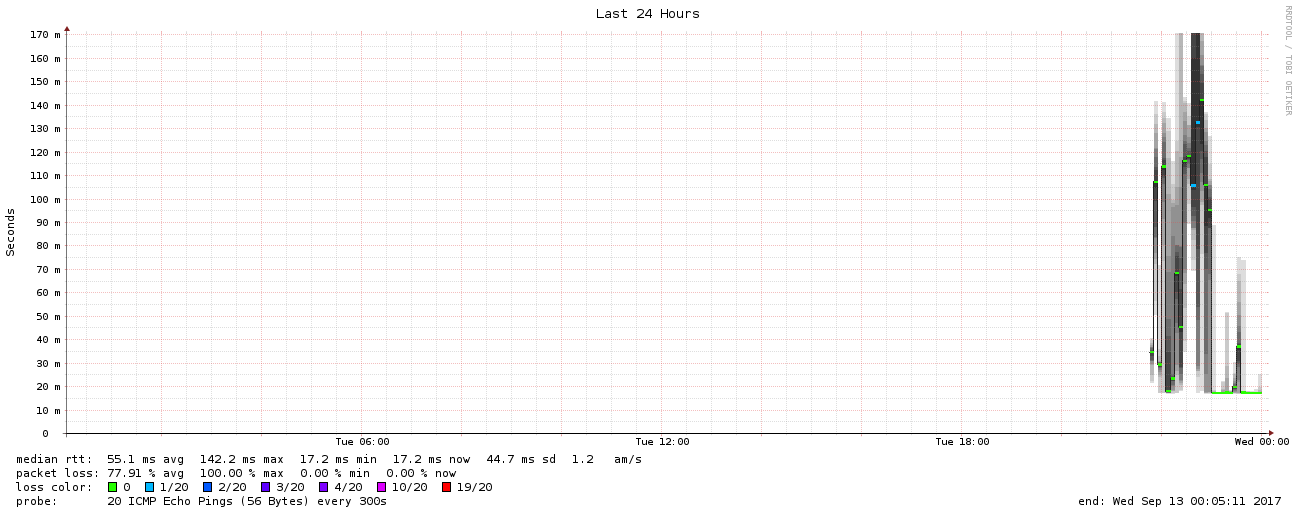 Last 24 Hours
RRDTOOL / TOBI OETIKER
Seconds
170 m
160 m
150 m
140 m
130 m
120 m
110 m
100 m
90 m
80 m
70 m
60 m
50 m
40 m
30 m
20 m
10 m
0
Tue 06:00 Tue 12:00 Tue 18:00 Wed 00:00
median rtt: 55.1 ms avg 142.2 ms max 17.2 ms min 17.2 ms now 44.7 ms sd 1.2 am/s
packet loss: 77.91 % avg 100.00 % max 0.00 % min 0.00 % now
loss color: 0 1/20 2/20 3/20 4/20 10/20 19/20
probe: 20 ICMP Echo Pings (56 Bytes) every 300s end: Wed Sep 13 00:05:11 2017